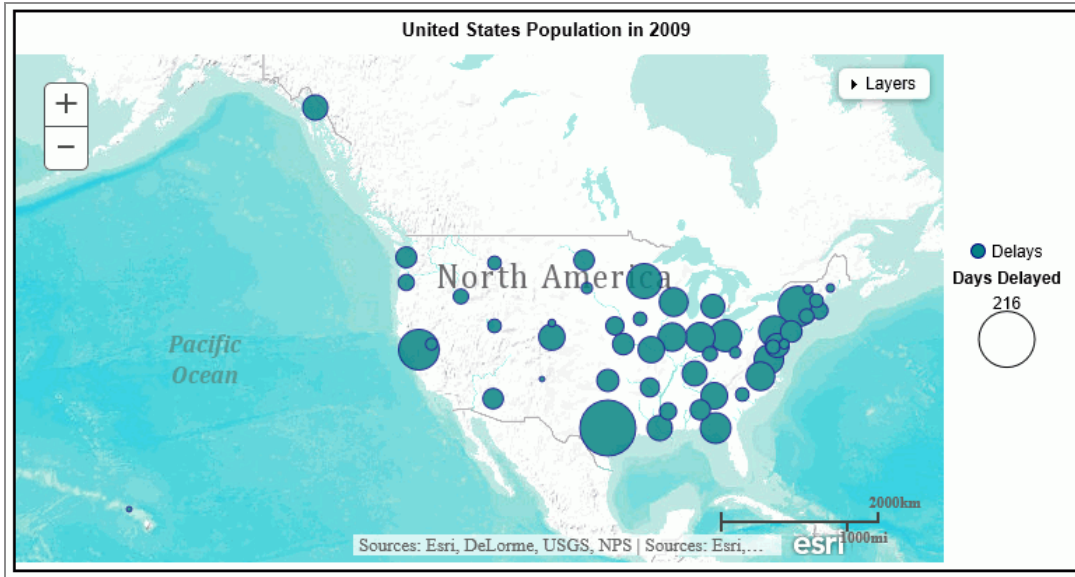 United States Population in 2009
+
−
Layers
North America
Pacific
Ocean
Delays
Days Delayed
216
2000km
1000mi
Sources: Esri, DeLorme, USGS, NPS | Sources: Esri,...
esri